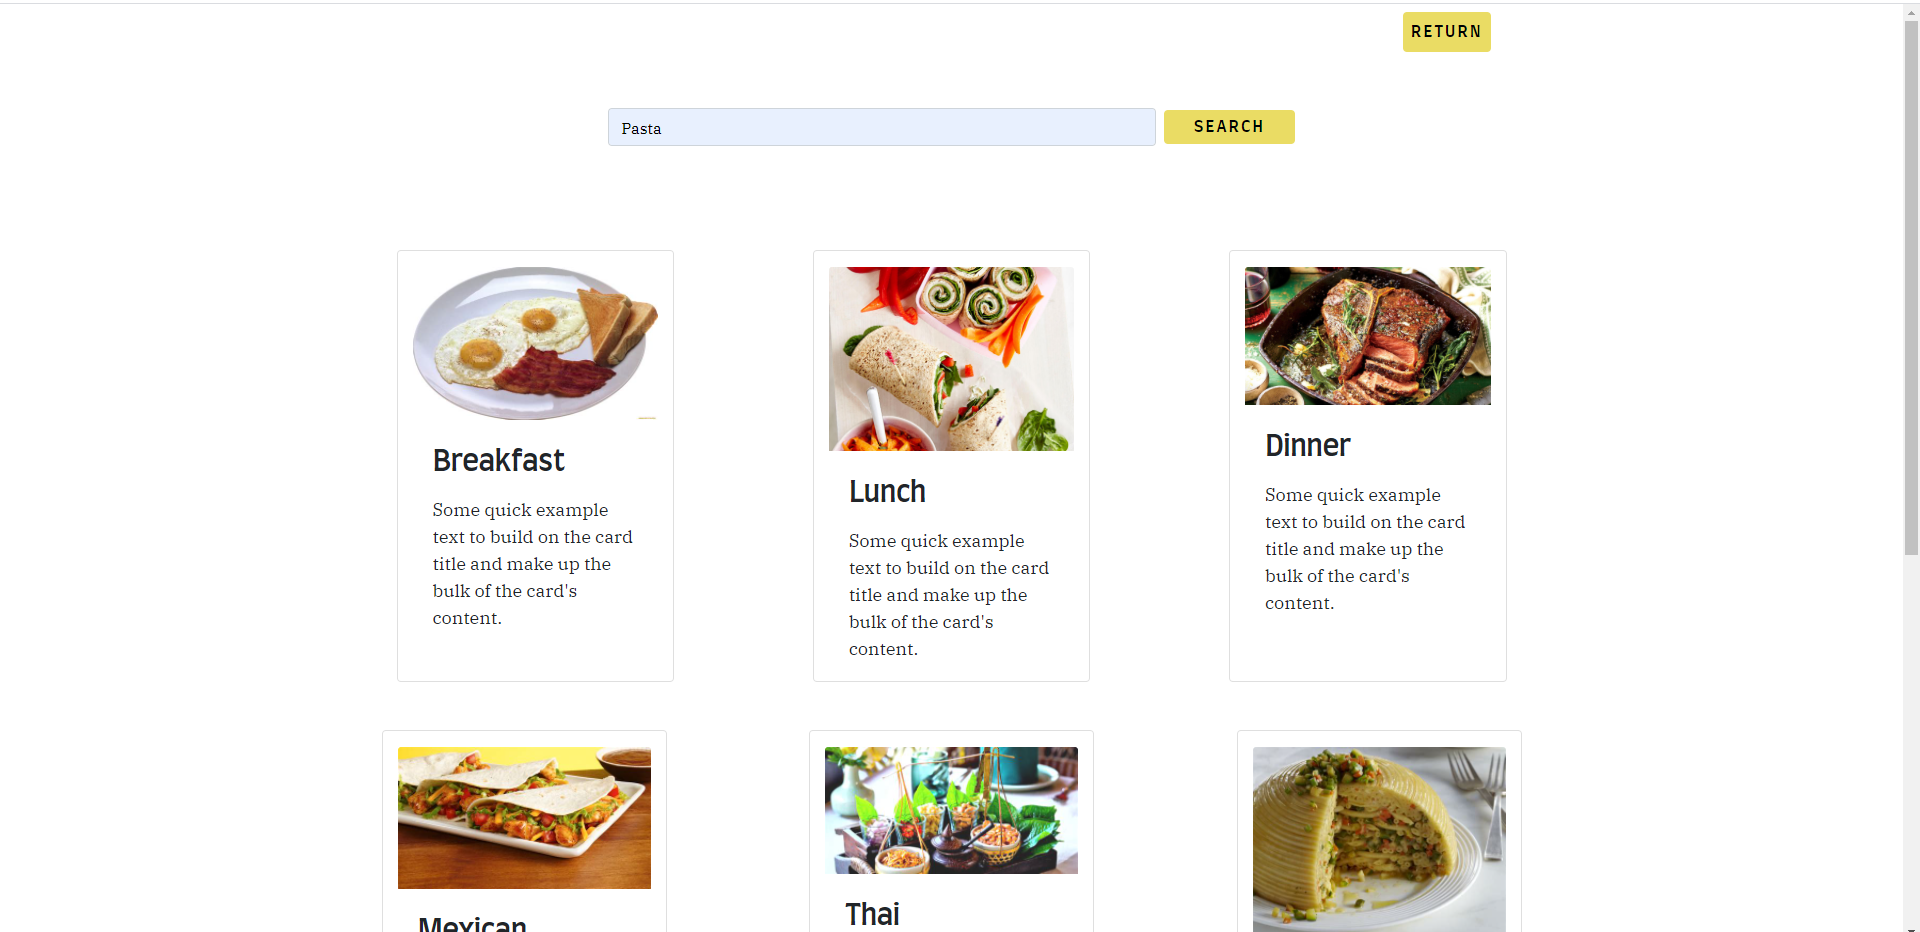 RETURN
Pasta
SEARCH
Breakfast
Some quick example
text to build on the card
title and make up the
bulk of the card's
content.
Lunch
Some quick example
text to build on the card
title and make up the
bulk of the card's
content.
Dinner
Some quick example
text to build on the card
title and make up the
bulk of the card's
content.
Mexican
Thai